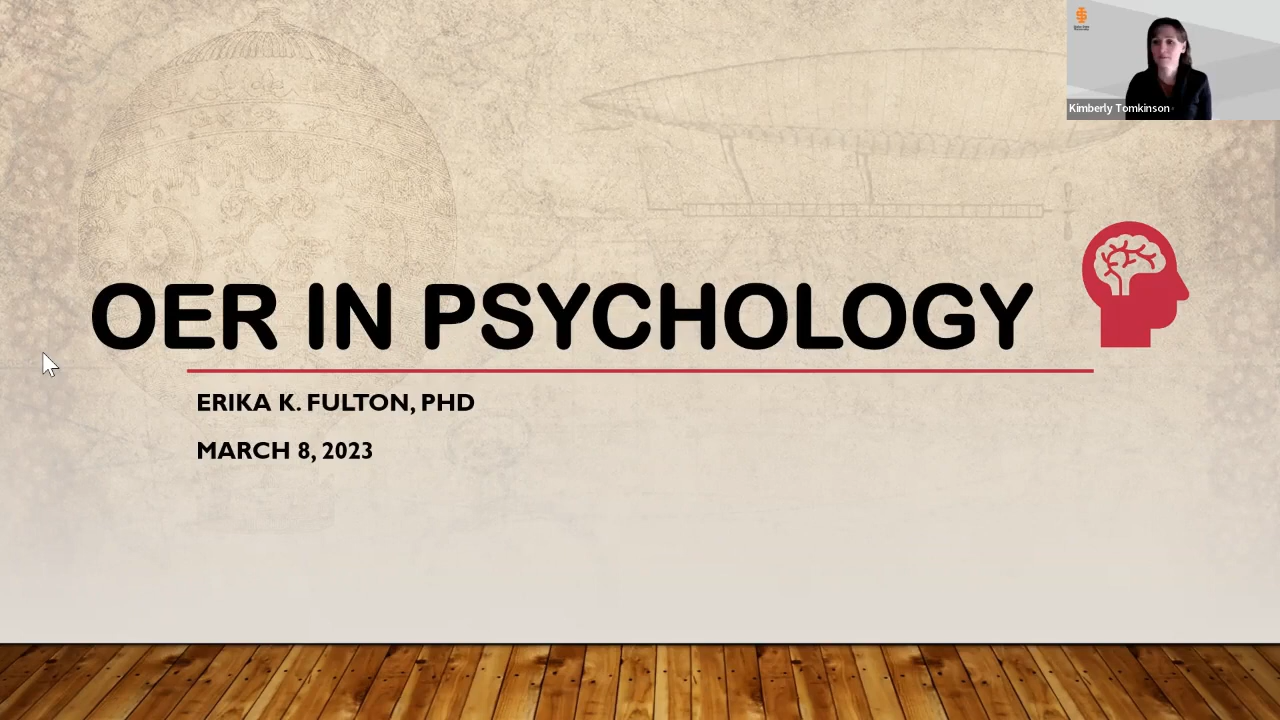 Kimberly Tomkinson
OER IN PSYCHOLOGY
ERIKA K. FULTON, PHD
MARCH 8, 2023